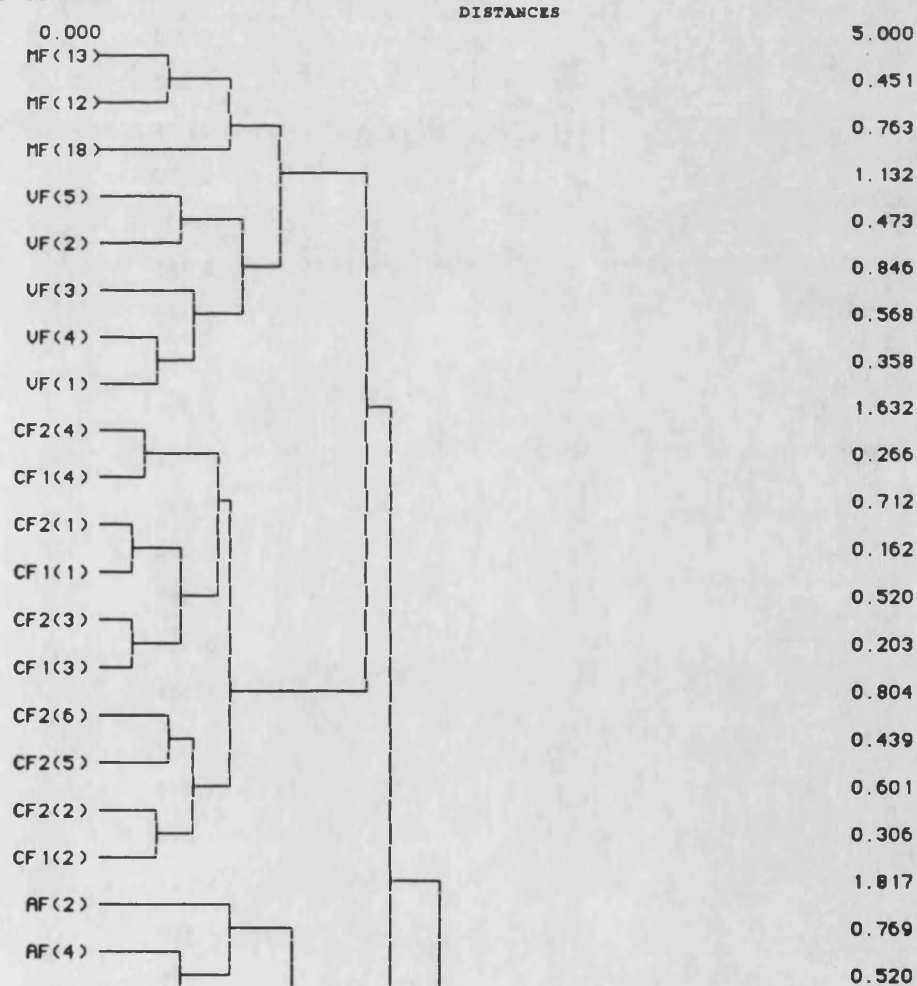 DISTANCES
0.000 5.000
MF(13)
0.451
MF(12)
0.763
MF(18)
1.132
VF(5)
0.473
VF(2)
0.846
VF(3)
0.568
VF(4)
0.358
VF(1)
1.632
CF2(4)
0.266
CF1(4)
0.712
CF2(1)
0.162
CF1(1)
0.520
CF2(3)
0.203
CF1(3)
0.804
CF2(6)
0.439
CF2(5)
0.601
CF2(2)
0.306
CF1(2)
1.817
AF(2)
0.769
AF(4)
0.520